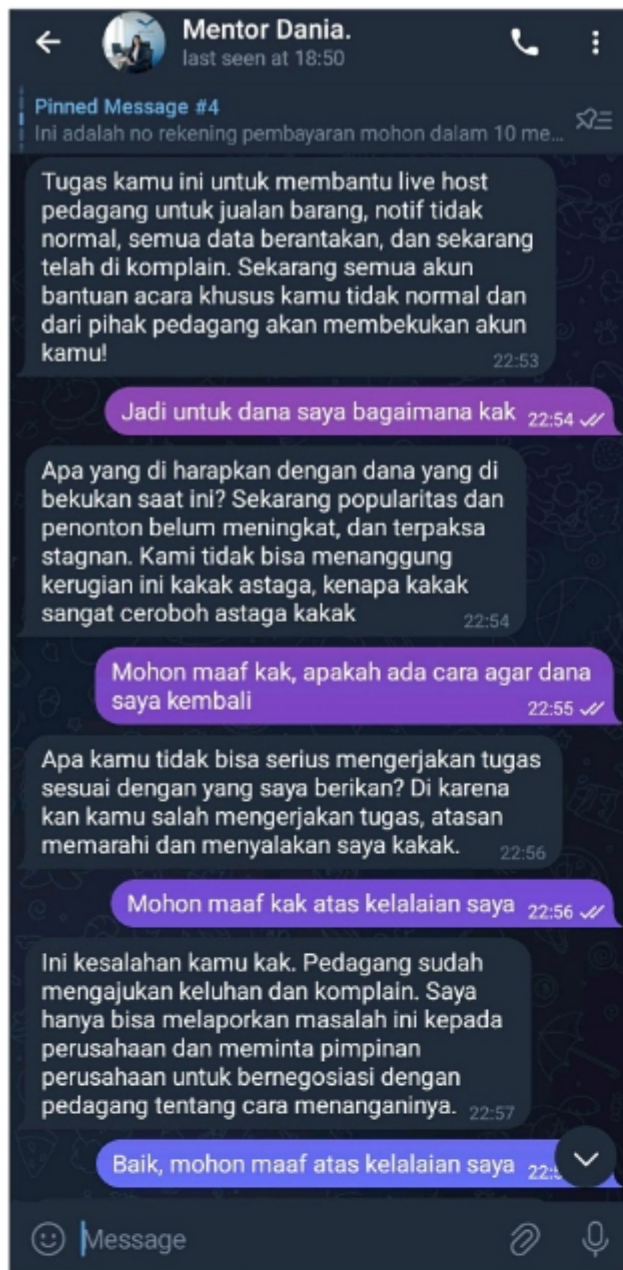 Mentor Dania.
last seen at 18:50
Pinned Message #4
Ini adalah no rekening pembayaran mohon dalam 10 me...
Tugas kamu ini untuk membantu live host
pedagang untuk jualan barang, notif tidak
normal, semua data berantakan, dan sekarang
telah di komplain. Sekarang semua akun
bantuan acara khusus kamu tidak normal dan
dari pihak pedagang akan membekukan akun
kamu!
22:53
Jadi untuk dana saya bagaimana kak 22:54
Apa yang di harapkan dengan dana yang di
bekukan saat ini? Sekarang popularitas dan
penonton belum meningkat, dan terpaksa
stagnan. Kami tidak bisa menanggung
kerugian ini kakak astaga, kenapa kakak
sangat ceroboh astaga kakak 22:54
Mohon maaf kak, apakah ada cara agar dana
saya kembali 22:55
Apa kamu tidak bisa serius mengerjakan tugas
sesuai dengan yang saya berikan? Di karena
kan kamu salah mengerjakan tugas, atasan
memarahi dan menyalakan saya kakak. 22:56
Mohon maaf kak atas kelalaian saya 22:56
Ini kesalahan kamu kak. Pedagang sudah
mengajukan keluhan dan komplain. Saya
hanya bisa melaporkan masalah ini kepada
perusahaan dan meminta pimpinan
perusahaan untuk bernegosiasi dengan
pedagang tentang cara menanganinya. 22:57
Baik, mohon maaf atas kelalaian saya
Message